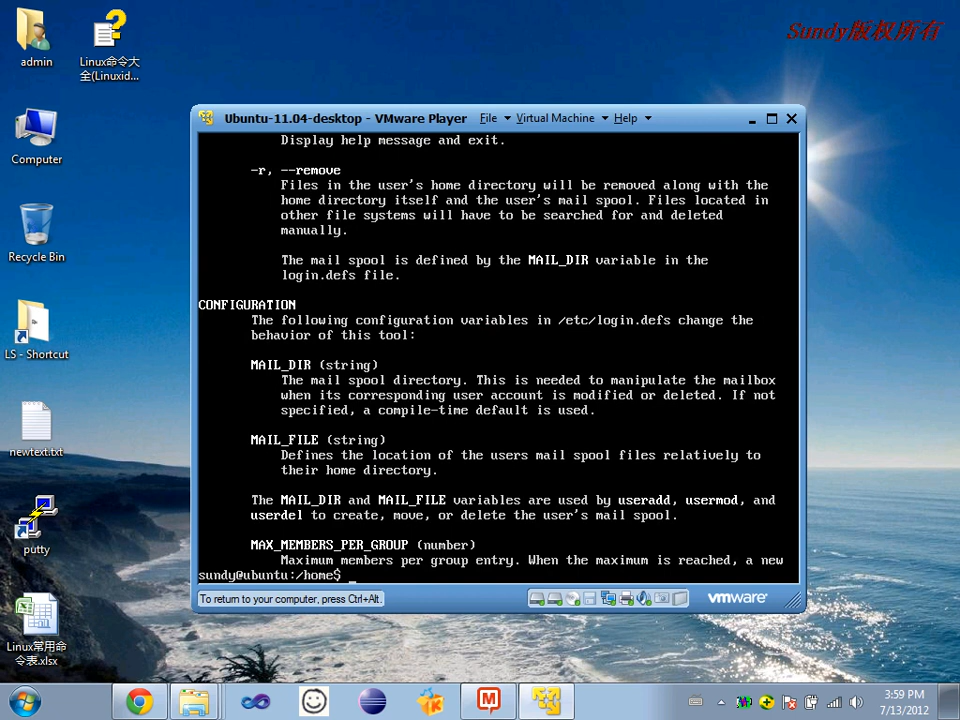 Sundy版权所有
admin
Linux命令大
全(Linuxid...
Computer
Recycle Bin
LS - Shortcut
newtext.txt
putty
Linux常用命
令表.xlsx
Ubuntu-11.04-desktop - VMware Player File Virtual Machine Help
Display help message and exit.
-r, --remove
Files in the user's home directory will be removed along with the
home directory itself and the user's mail spool. Files located in
other file systems will have to be searched for and deleted
manually.
The mail spool is defined by the MAIL_DIR variable in the
login.defs file.
CONFIGURATION
The following configuration variables in /etc/login.defs change the
behavior of this tool:
MAIL_DIR (string)
The mail spool directory. This is needed to manipulate the mailbox
when its corresponding user account is modified or deleted. If not
specified, a compile-time default is used.
MAIL_FILE (string)
Defines the location of the users mail spool files relatively to
their home directory.
The MAIL_DIR and MAIL_FILE variables are used by useradd, usermod, and
userdel to create, move, or delete the user's mail spool.
MAX_MEMBERS_PER_GROUP (number)
Maximum members per group entry. When the maximum is reached, a new
sundy@ubuntu:/home$ _
To return to your computer, press Ctrl+Alt.
vmware
3:59 PM
7/13/2012